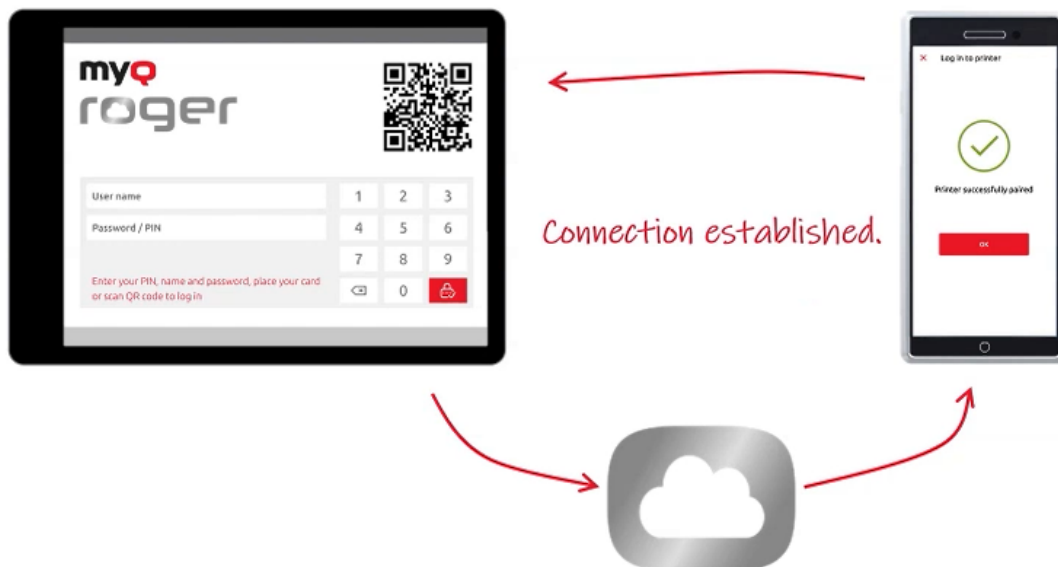 myQ
roger
User name
Password / PIN
Enter your PIN, name and password, place your card
or scan QR code to log in
1 2 3
4 5 6
7 8 9
0
Connection established.
× Log in to printer
Printer successfully paired
OK